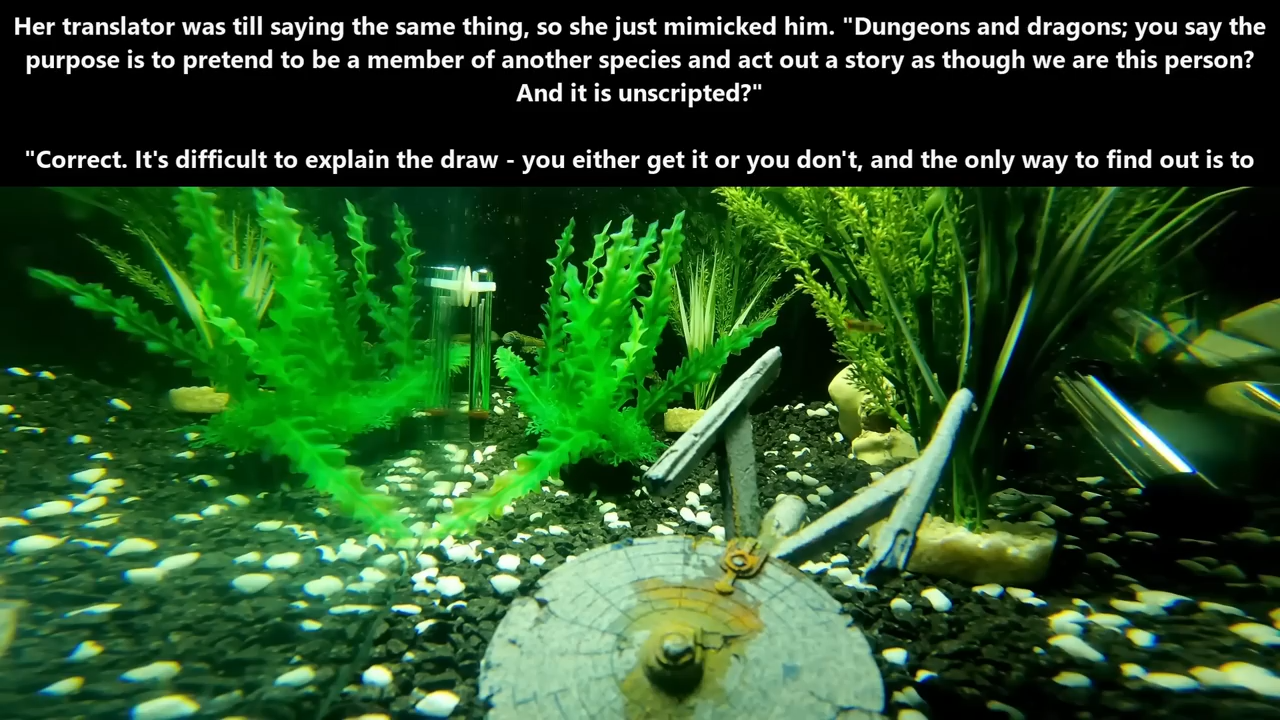 Her translator was till saying the same thing, so she just mimicked him. "Dungeons and dragons; you say the
purpose is to pretend to be a member of another species and act out a story as though we are this person?
And it is unscripted?"
"Correct. It's difficult to explain the draw - you either get it or you don't, and the only way to find out is to